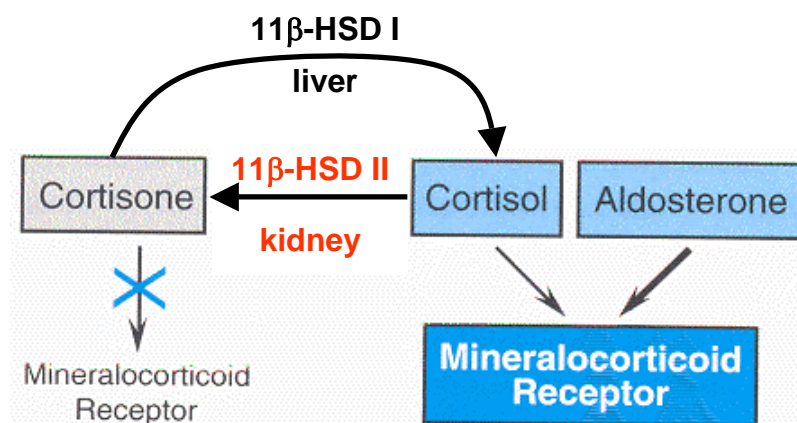 11β-HSD I
liver
11β-HSD II
Cortisone
Cortisol
Aldosterone
kidney
Mineralocorticoid
Receptor
Mineralocorticoid
Receptor